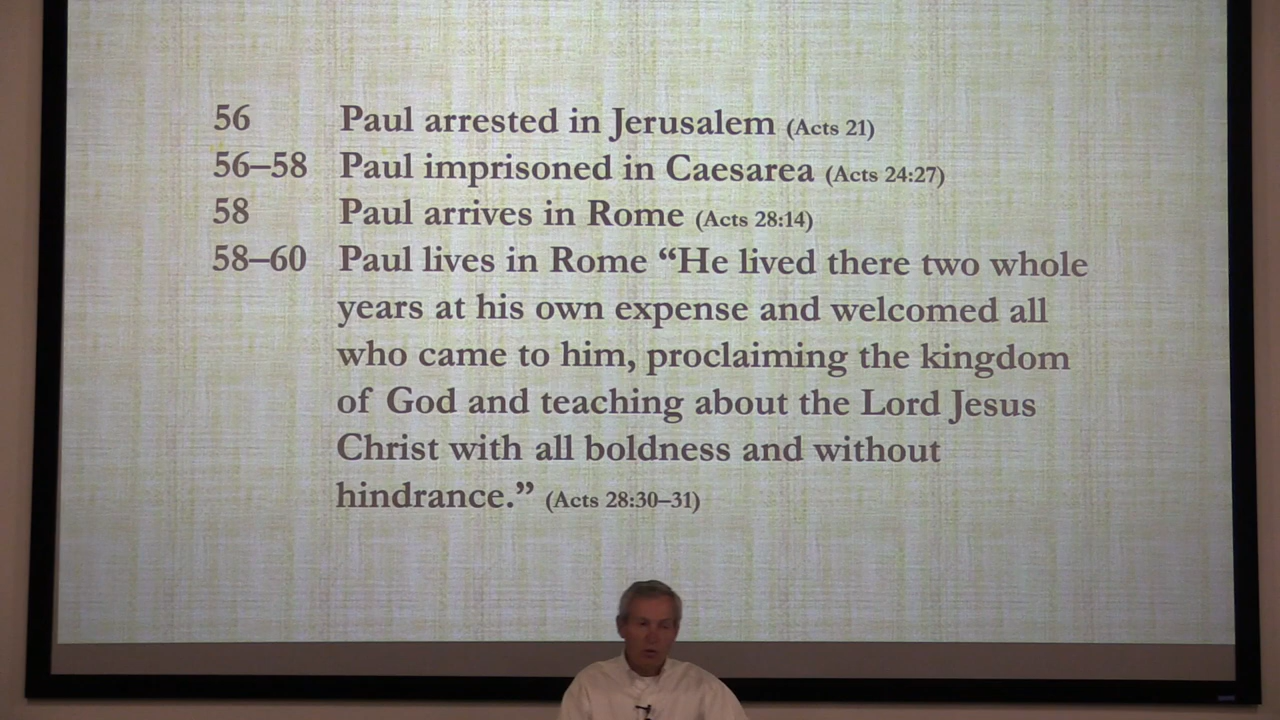 56 Paul arrested in Jerusalem (Acts 21)
56–58 Paul imprisoned in Caesarea (Acts 24:27)
58 Paul arrives in Rome (Acts 28:14)
58–60 Paul lives in Rome “He lived there two whole
years at his own expense and welcomed all
who came to him, proclaiming the kingdom
of God and teaching about the Lord Jesus
Christ with all boldness and without
hindrance.” (Acts 28:30–31)